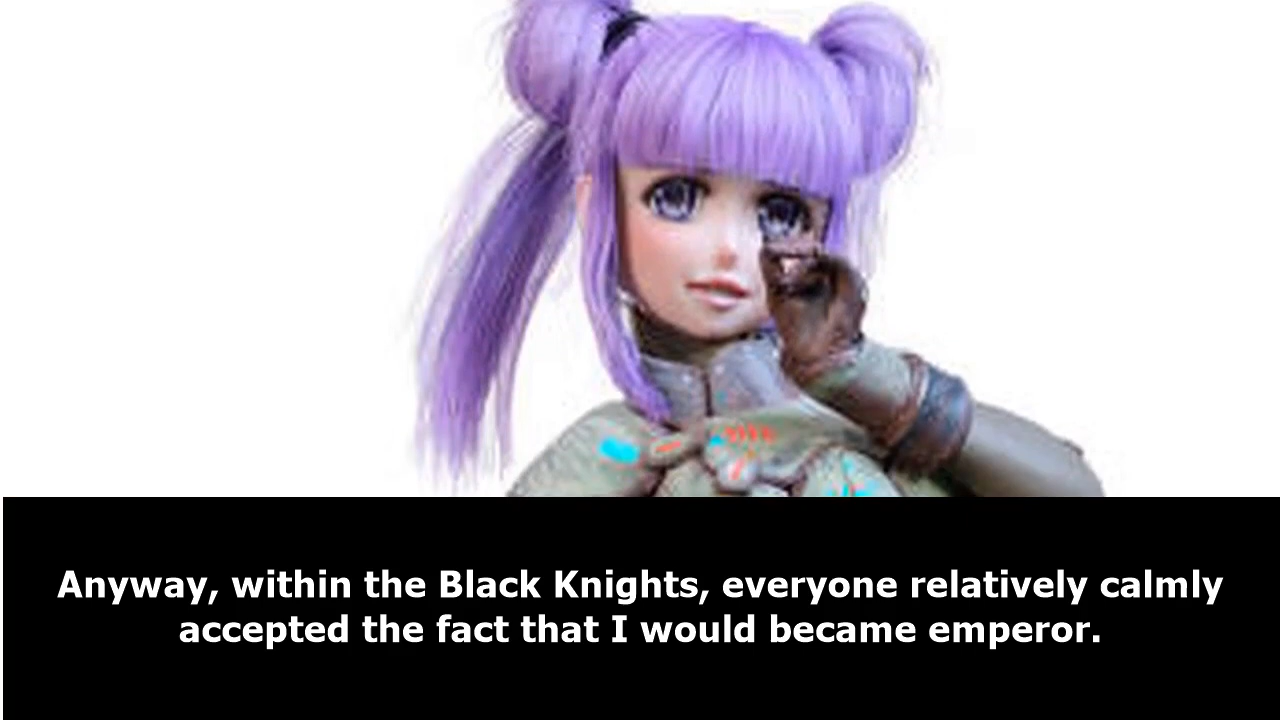 Anyway, within the Black Knights, everyone relatively calmly
accepted the fact that I would became emperor.